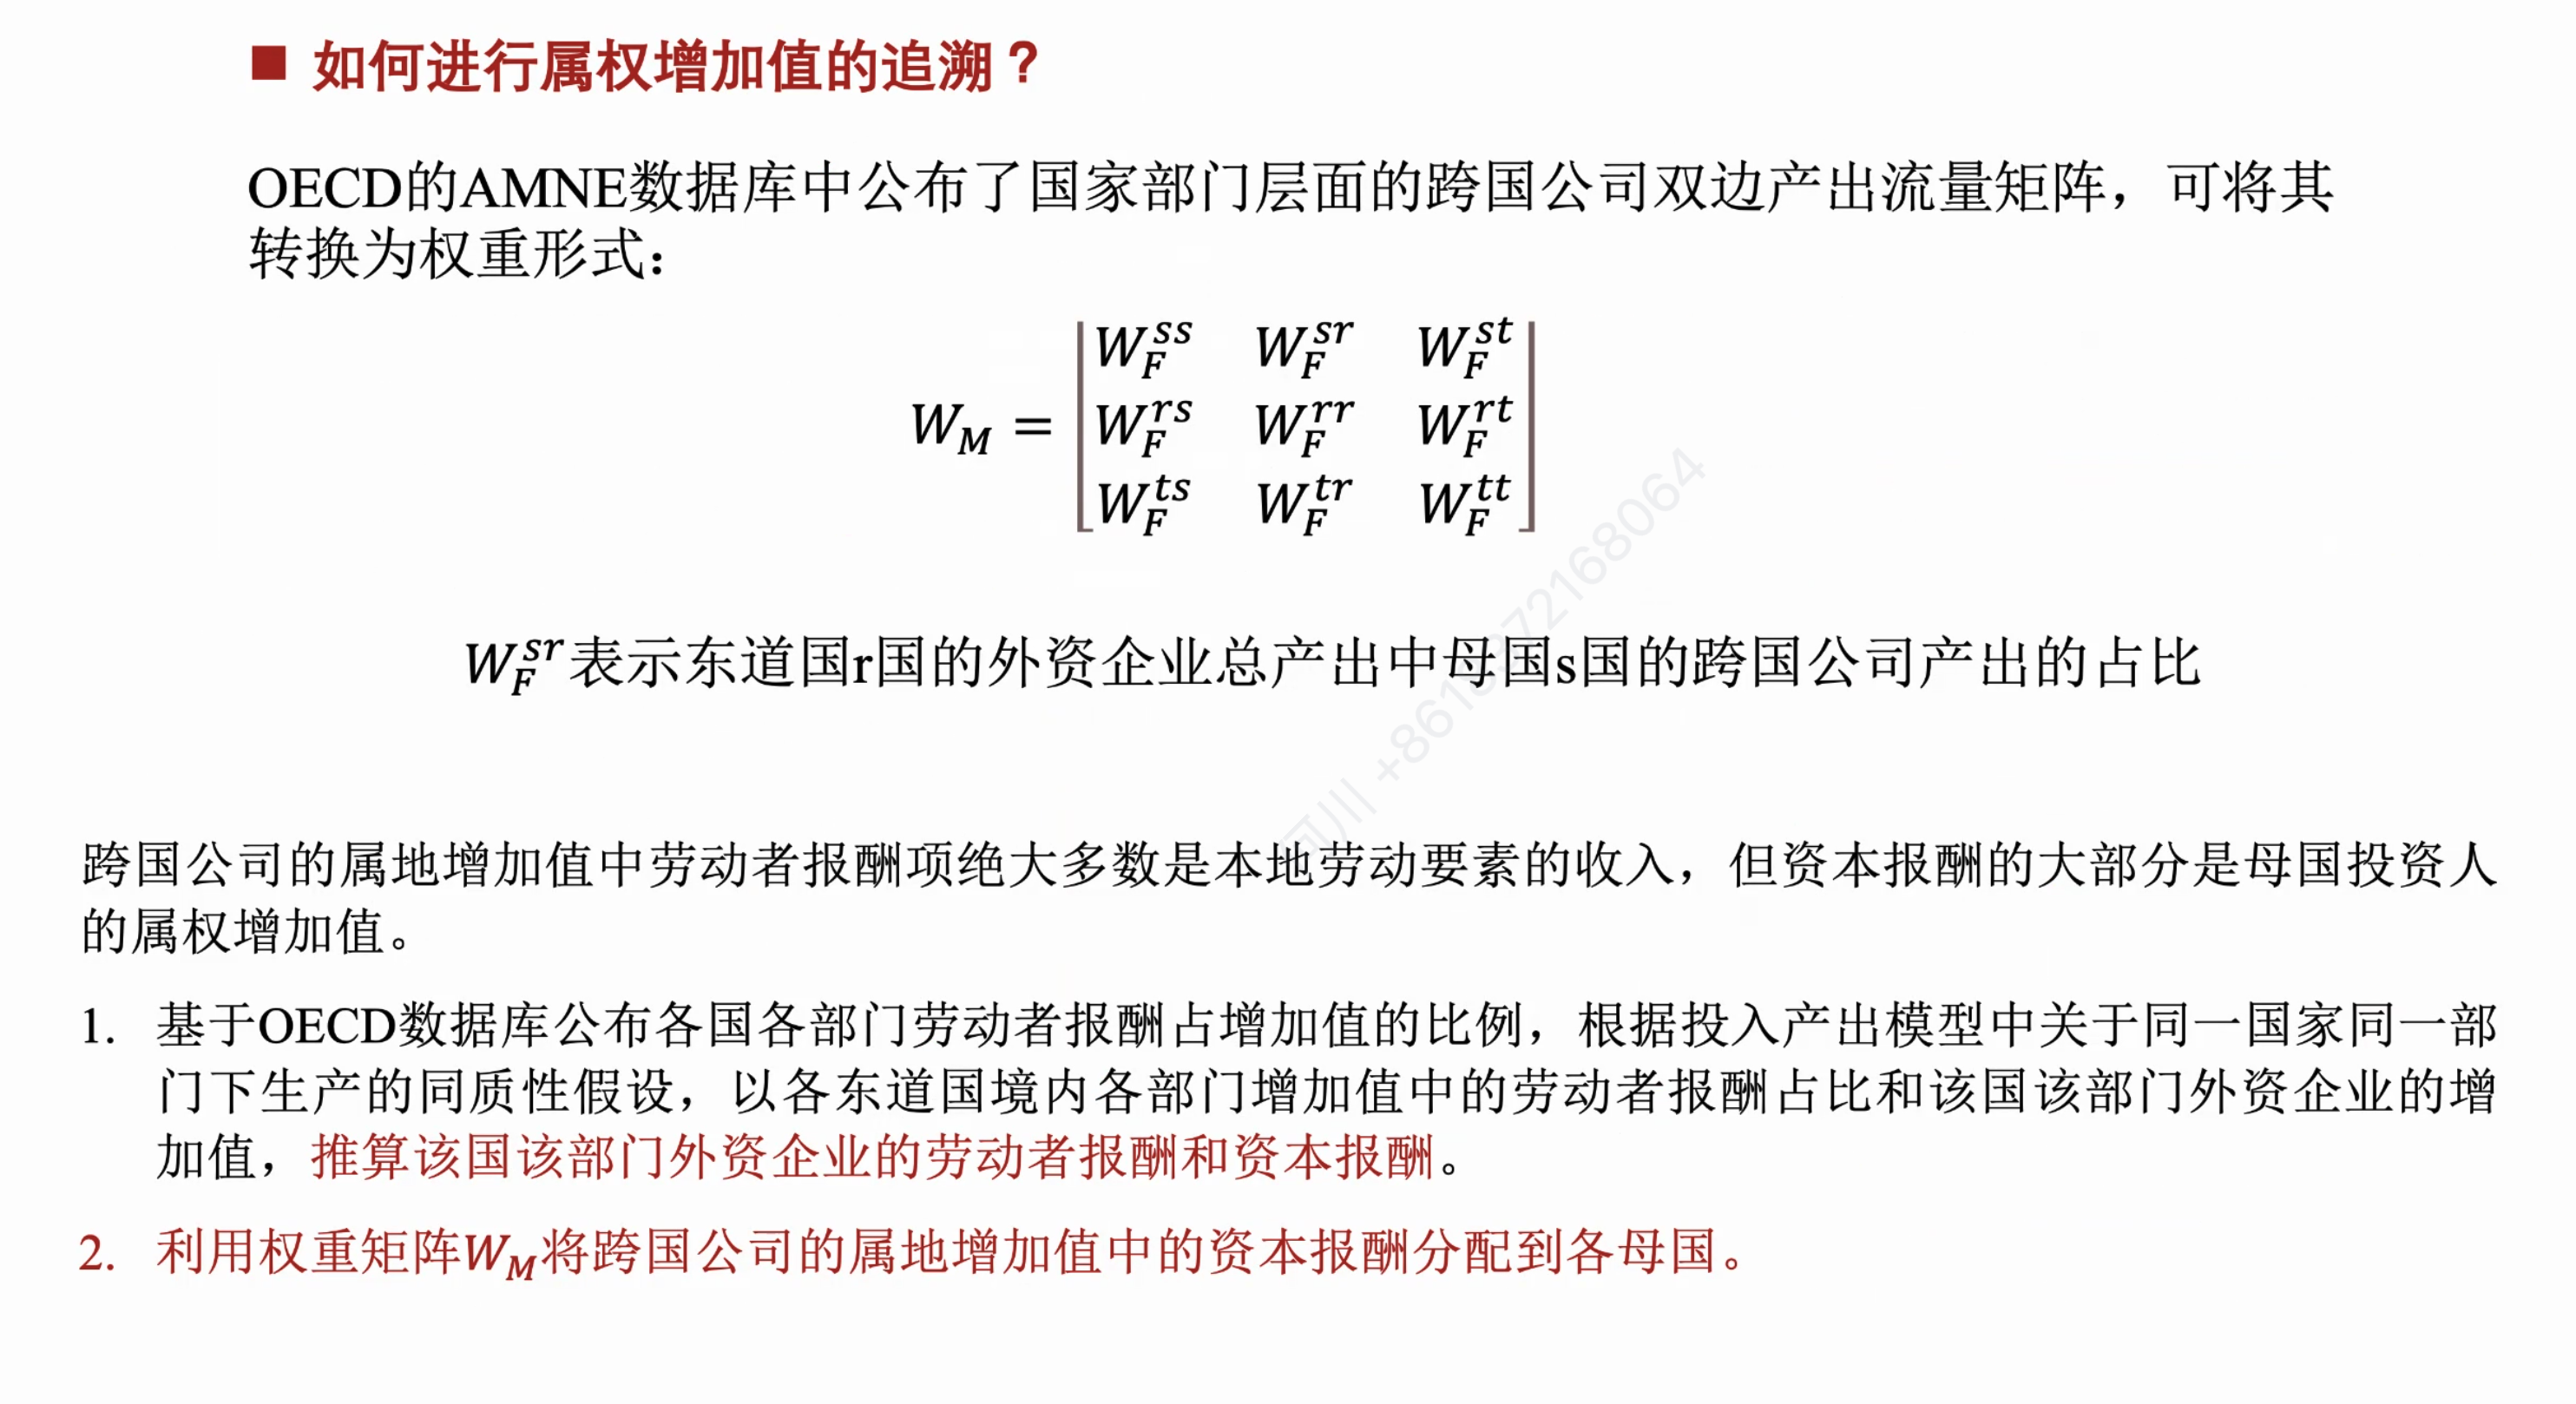 ■ 如何进行属权增加值的追溯？
OECD的AMNE数据库中公布了国家部门层面的跨国公司双边产出流量矩阵，可将其
转换为权重形式：
W_M = [W_F^{ss} W_F^{sr} W_F^{st}
W_F^{rs} W_F^{rr} W_F^{rt}
W_F^{ts} W_F^{tr} W_F^{tt}]
W_F^{sr}表示东道国r国的外资企业总产出中母国s国的跨国公司产出的占比
跨国公司的属地增加值中劳动者报酬项绝大多数是本地劳动要素的收入，但资本报酬的大部分是母国投资人
的属权增加值。
1. 基于OECD数据库公布各国各部门劳动者报酬占增加值的比例，根据投入产出模型中关于同一国家同一部
门下生产的同质性假设，以各东道国境内各部门增加值中的劳动者报酬占比和该国该部门外资企业的增
加值，推算该国该部门外资企业的劳动者报酬和资本报酬。
2. 利用权重矩阵W_M将跨国公司的属地增加值中的资本报酬分配到各母国。